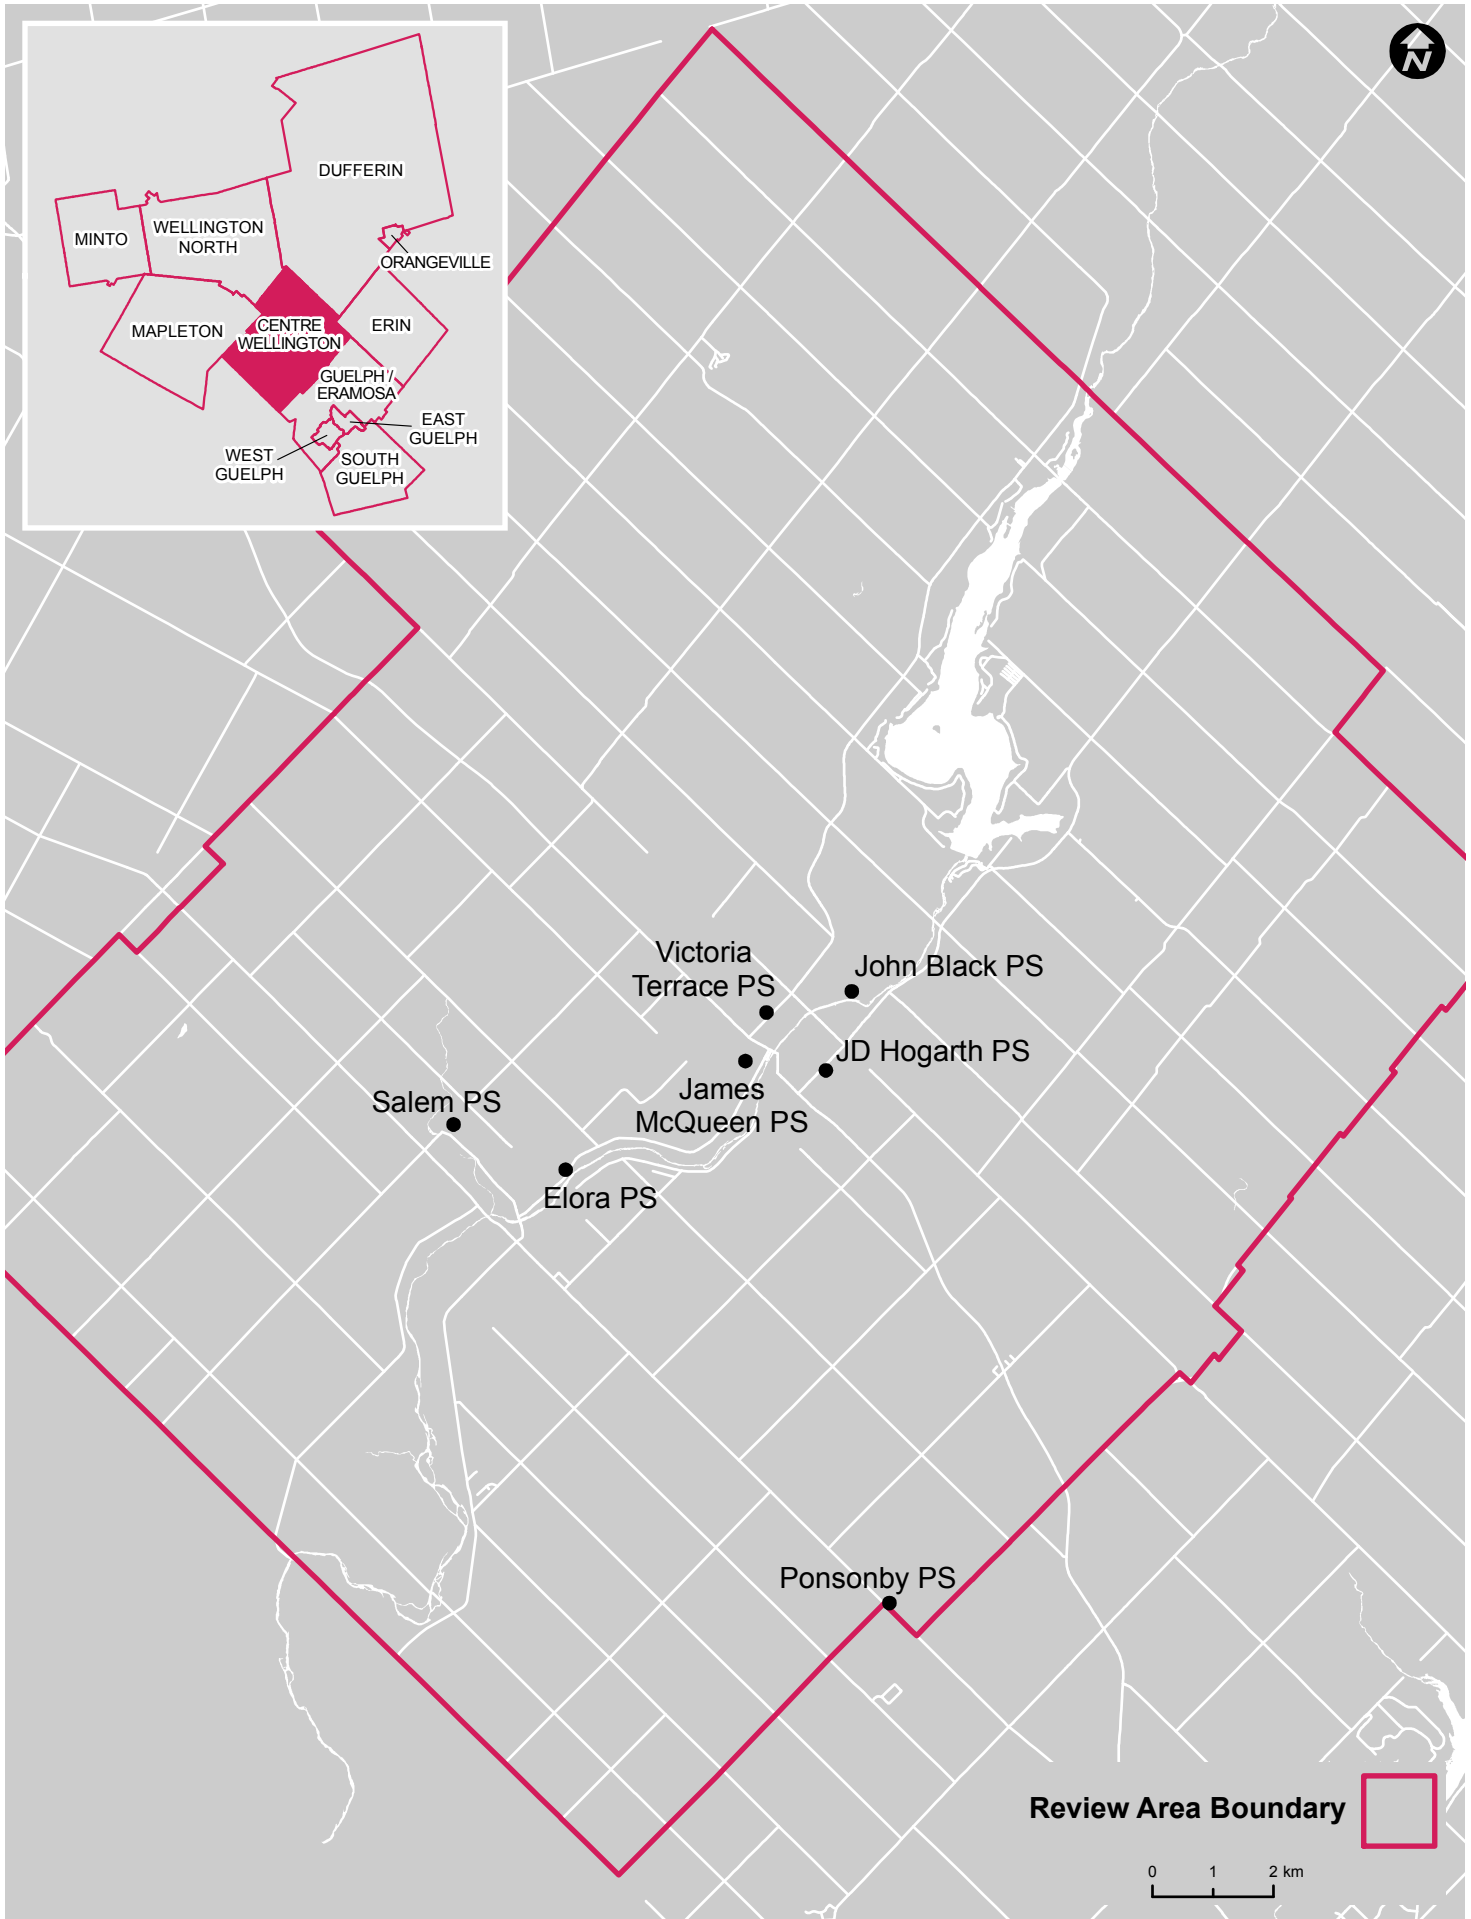 N
DUFFERIN
MINTO
WELLINGTON
NORTH
ORANGEVILLE
MAPLETON
CENTRE
WELLINGTON
ERIN
GUELPH /
ERAMOSA
EAST
GUELPH
WEST
GUELPH
SOUTH
GUELPH
Victoria
Terrace PS
John Black PS
JD Hogarth PS
James
McQueen PS
Salem PS
Elora PS
Ponsonby PS
Review Area Boundary
0 1 2 km